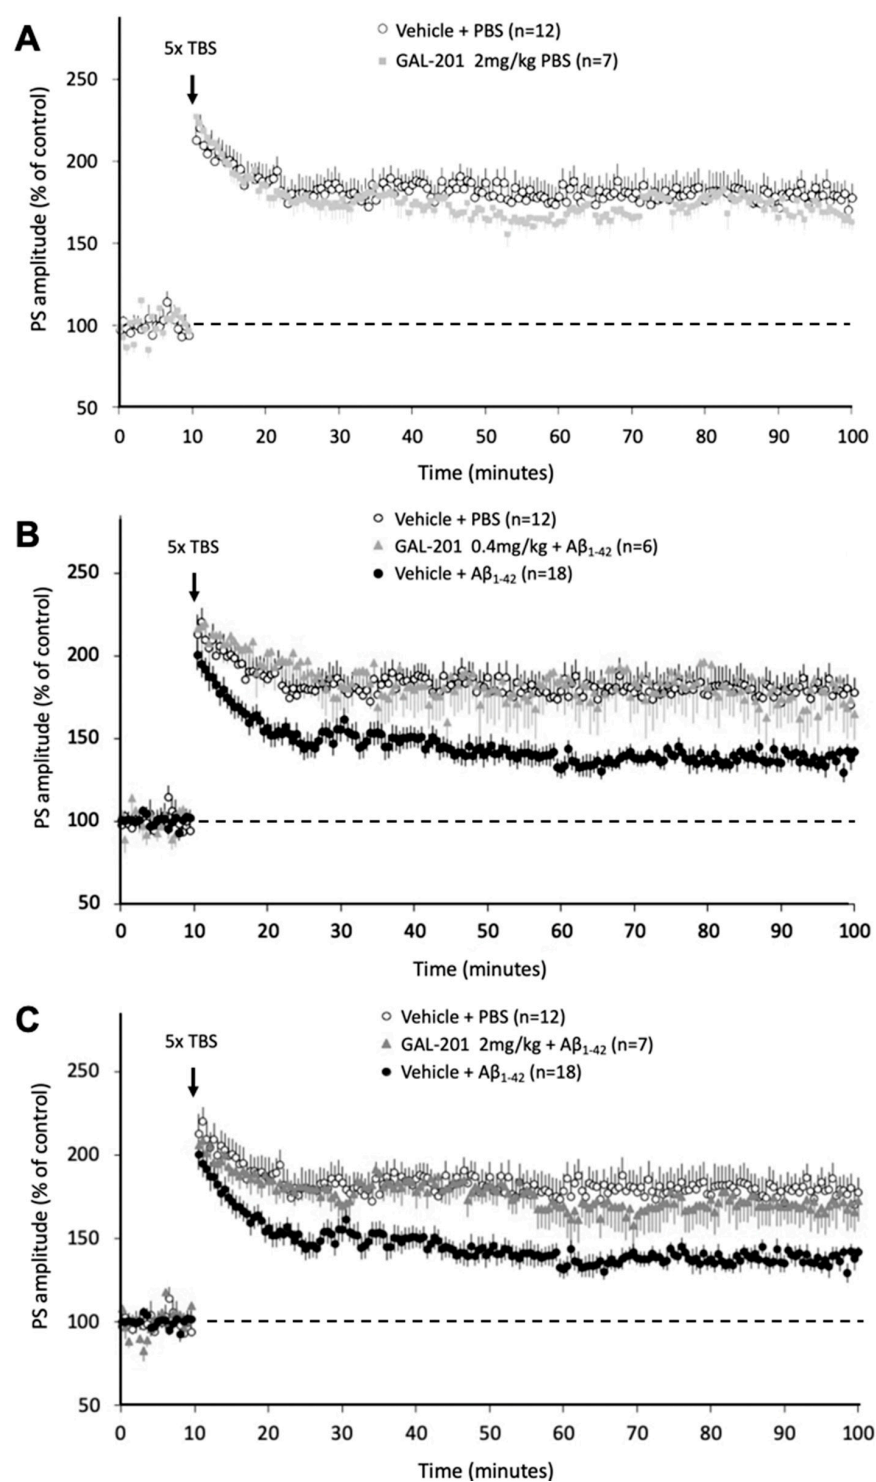 A
5x TBS
Vehicle + PBS (n=12)
GAL-201 2mg/kg PBS (n=7)
PS amplitude (% of control)
250
200
150
100
50
0 10 20 30 40 50 60 70 80 90 100
Time (minutes)
B
5x TBS
Vehicle + PBS (n=12)
GAL-201 0.4mg/kg + Aβ₁₋₄₂ (n=6)
Vehicle + Aβ₁₋₄₂ (n=18)
PS amplitude (% of control)
250
200
150
100
50
0 10 20 30 40 50 60 70 80 90 100
Time (minutes)
C
5x TBS
Vehicle + PBS (n=12)
GAL-201 2mg/kg + Aβ₁₋₄₂ (n=7)
Vehicle + Aβ₁₋₄₂ (n=18)
PS amplitude (% of control)
250
200
150
100
50
0 10 20 30 40 50 60 70 80 90 100
Time (minutes)